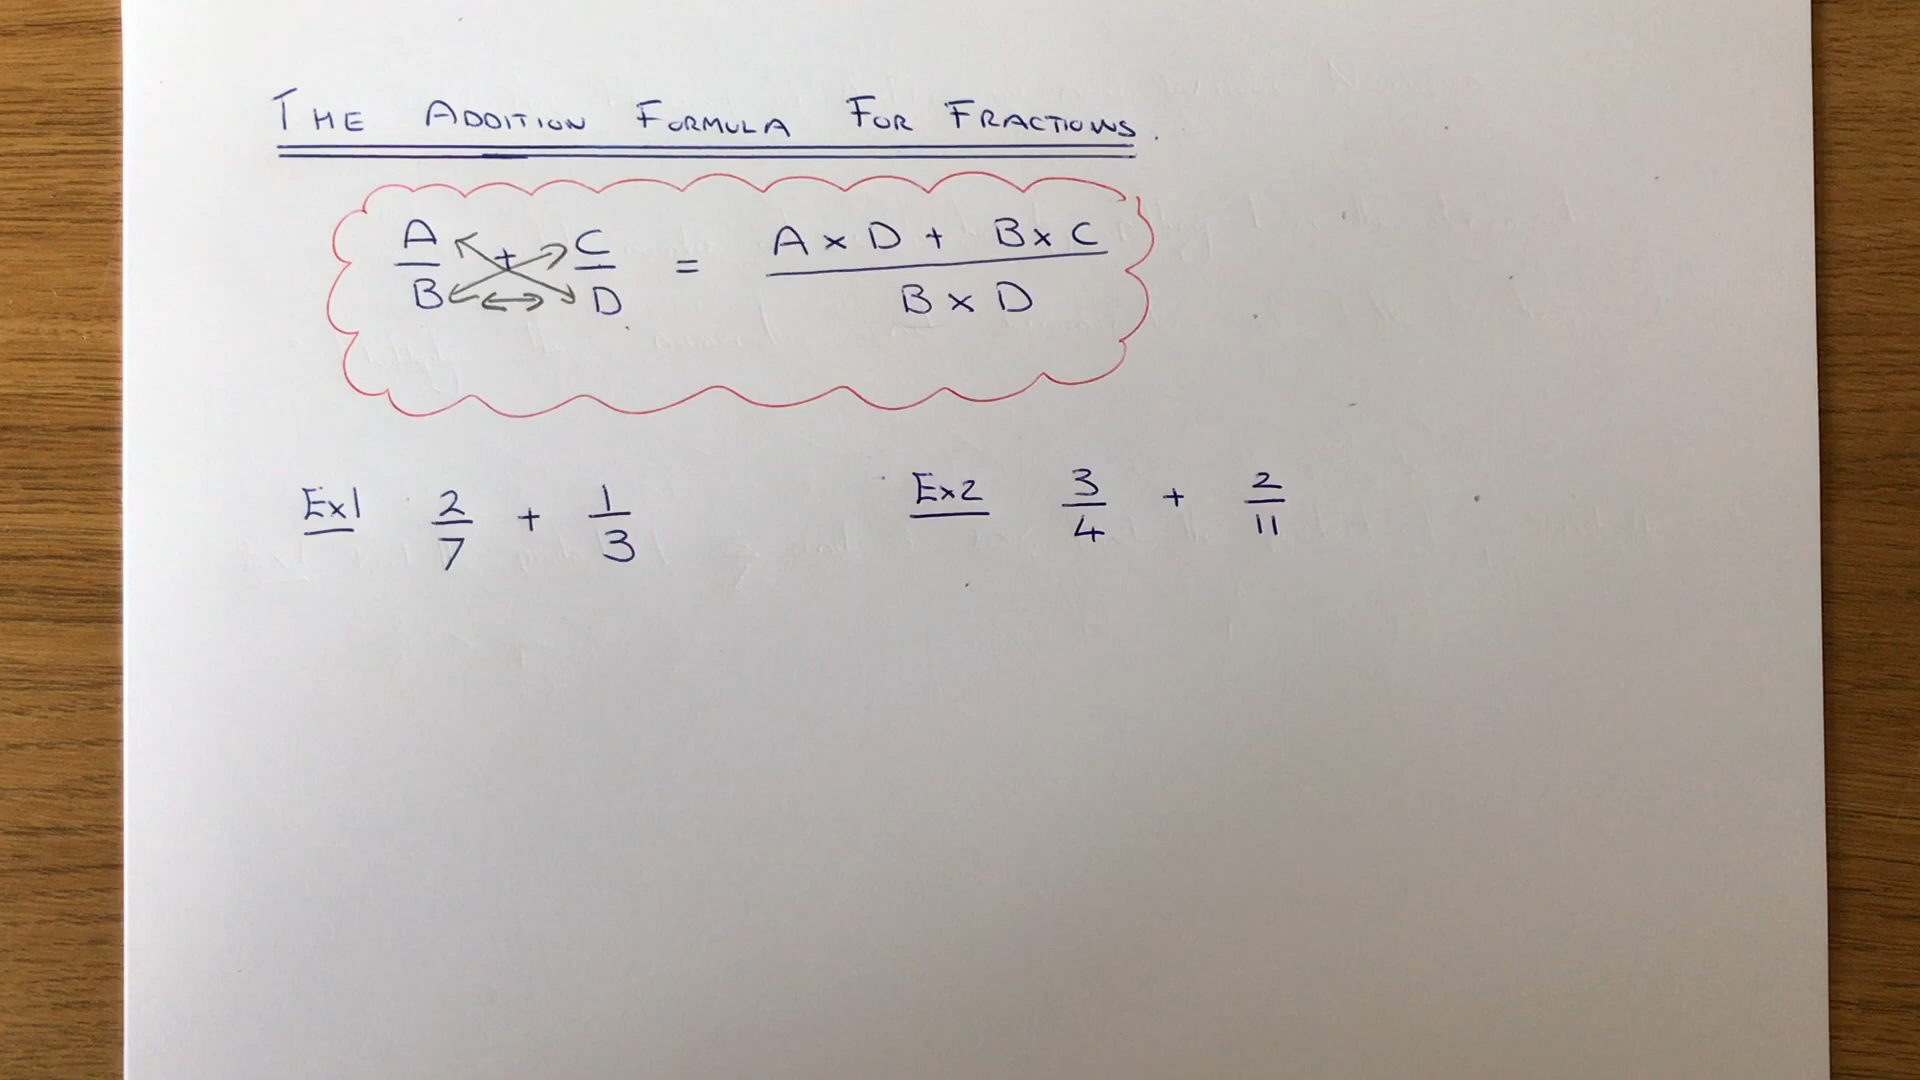 THE ADDITION FORMULA FOR FRACTIONS.
A/B + C/D = A x D + B x C / B x D
Ex1 2/7 + 1/3 Ex2 3/4 + 2/11